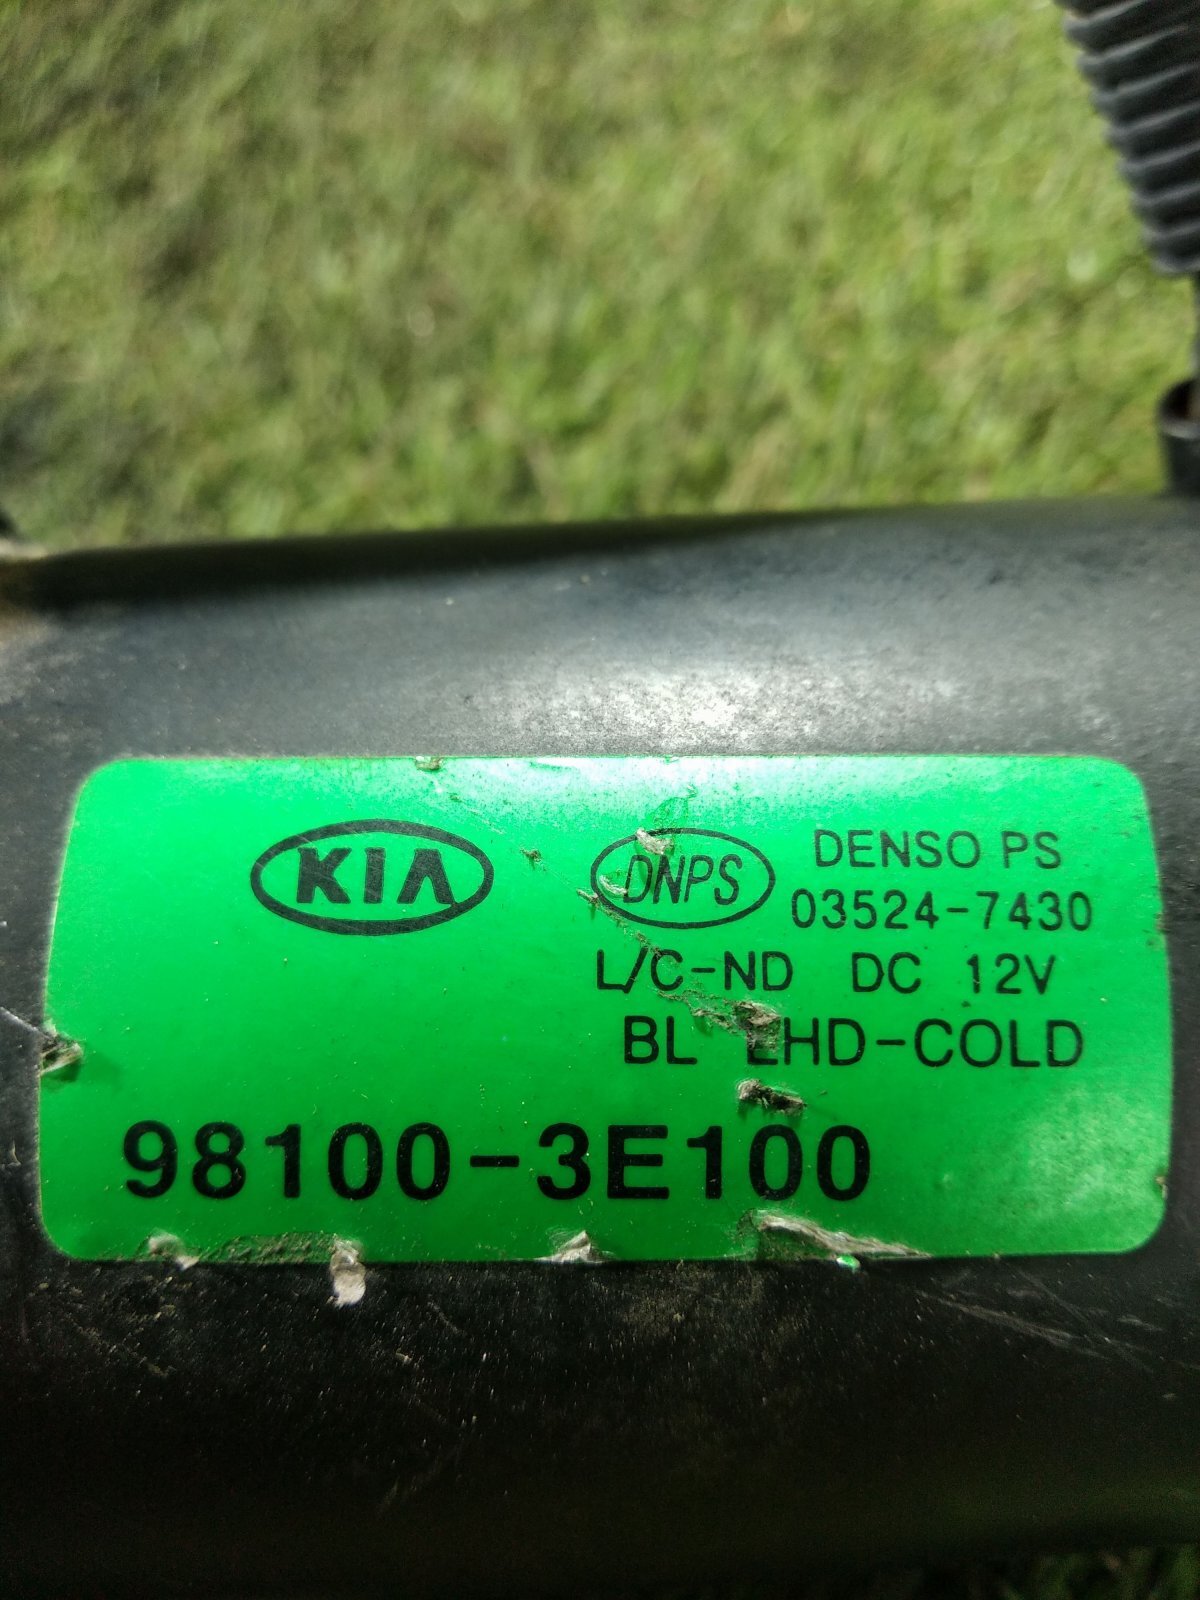 KIA
DNPS
DENSO PS
03524-7430
L/C-ND DC 12V
BL LHD-COLD
98100-3E100